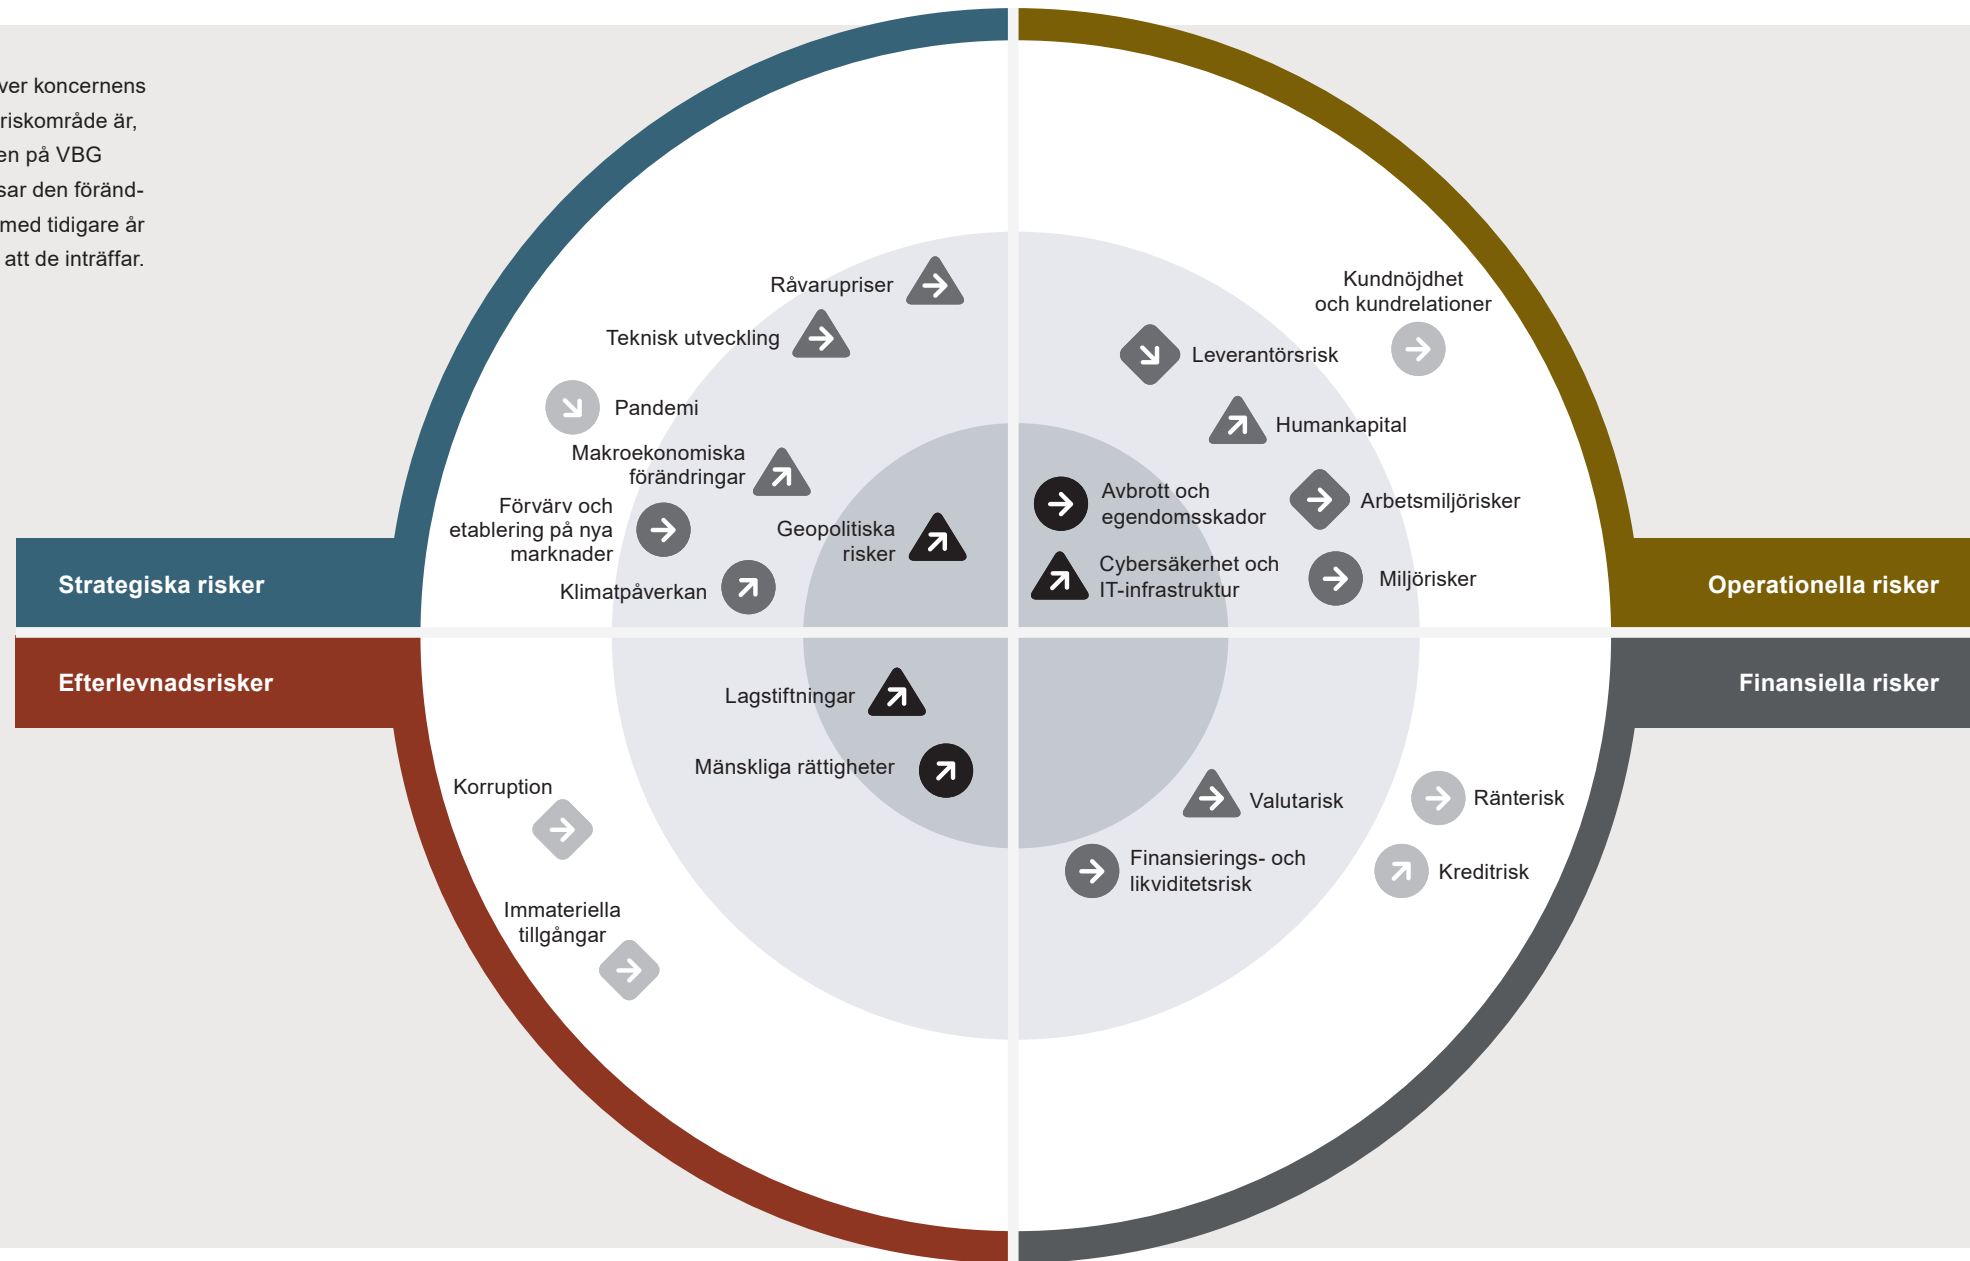 ver koncernens
riskområde är,
en på VBG
sar den föränd-
med tidigare år
att de inträffar.
Råvarupriser
Teknisk utveckling
Pandemi
Makroekonomiska
förändringar
Förvärv och
etablering på nya
marknader
Geopolitiska
risker
Klimatpåverkan
Strategiska risker
Kundnöjdhet
och kundrelationer
Leverantörsrisk
Humankapital
Avbrott och
egendomsskador
Arbetsmiljörisker
Cybersäkerhet och
IT-infrastruktur
Miljörisker
Operationella risker
Efterlevnadsrisker
Lagstiftningar
Mänskliga rättigheter
Korruption
Immateriella
tillgångar
Finansiella risker
Valutarisk
Ränterisk
Finansierings- och
likviditetsrisk
Kreditrisk